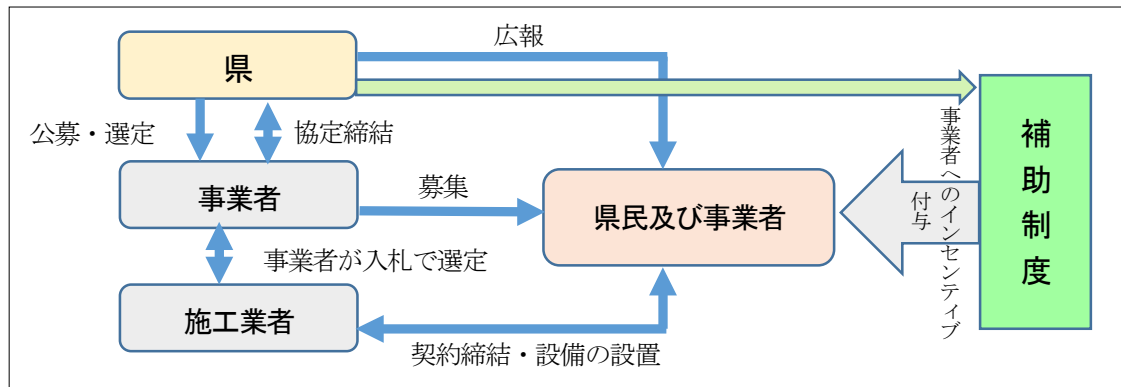 広報
県
公募・選定
協定締結
事業者
募集
県民及び事業者
事業者へのインセンティブ
付与
補助制度
事業者が入札で選定
施工業者
契約締結・設備の設置